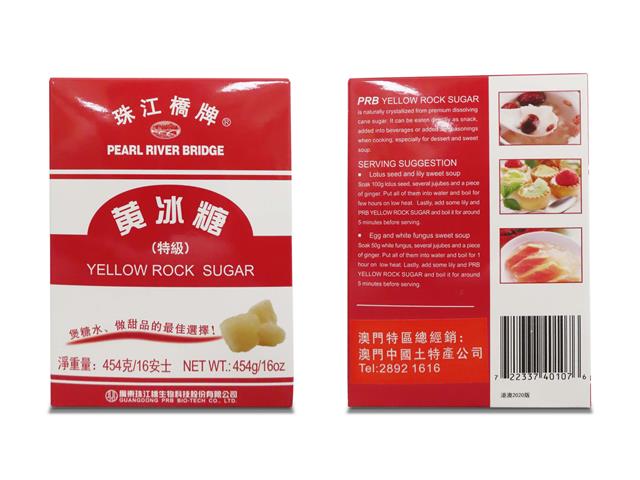 珠江橋牌®
PEARL RIVER BRIDGE
黄冰糖
(特級)
YELLOW ROCK SUGAR
煲糖水、做甜品的最佳選擇!
淨重量: 454克/16安士 NET WT.: 454g/16oz
廣東珠江橋生物科技股份有限公司
GUANGDONG PRB BIO-TECH CO., LTD.
PRB YELLOW ROCK SUGAR
is naturally crystallized from premium dissolving
cane sugar. It can be eaten directly as snack,
added into beverages or added as seasonings
when cooking, especially for dessert and sweet
soup.
SERVING SUGGESTION
● Lotus seed and lily sweet soup
Soak 100g lotus seed, several jujubes and a piece
of ginger. Put all of them into water and boil for
few hours on low heat. Lastly, add some lily and
PRB YELLOW ROCK SUGAR and boil it for around
5 minutes before serving.
● Egg and white fungus sweet soup
Soak 50g white fungus, several jujubes and a piece
of ginger. Put all of them into water and boil for 1
hour on low heat. Lastly, add some lily and PRB
YELLOW ROCK SUGAR and boil it for around
5 minutes before serving.
澳門特區總經銷:
澳門中國土特產公司
Tel:2892 1616
7 22337 40107 6
港澳2020版